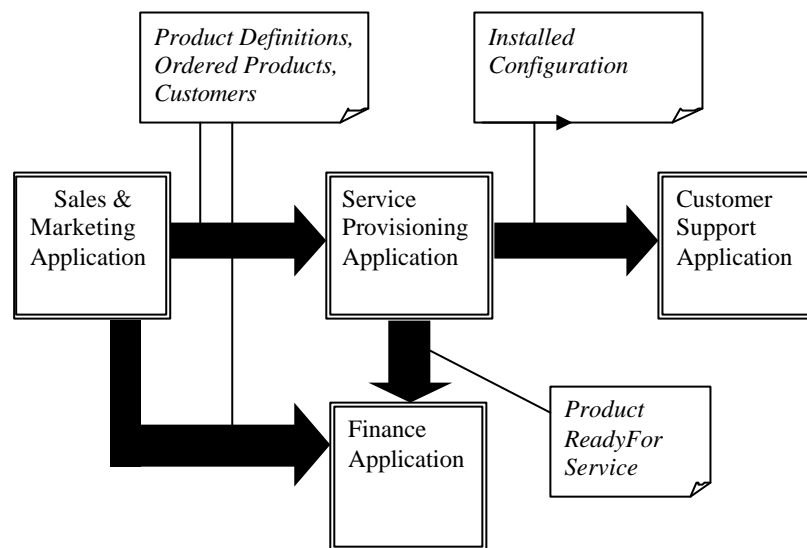 Product Definitions,
Ordered Products,
Customers
Installed
Configuration
Sales &
Marketing
Application
Service
Provisioning
Application
Customer
Support
Application
Finance
Application
Product
ReadyFor
Service